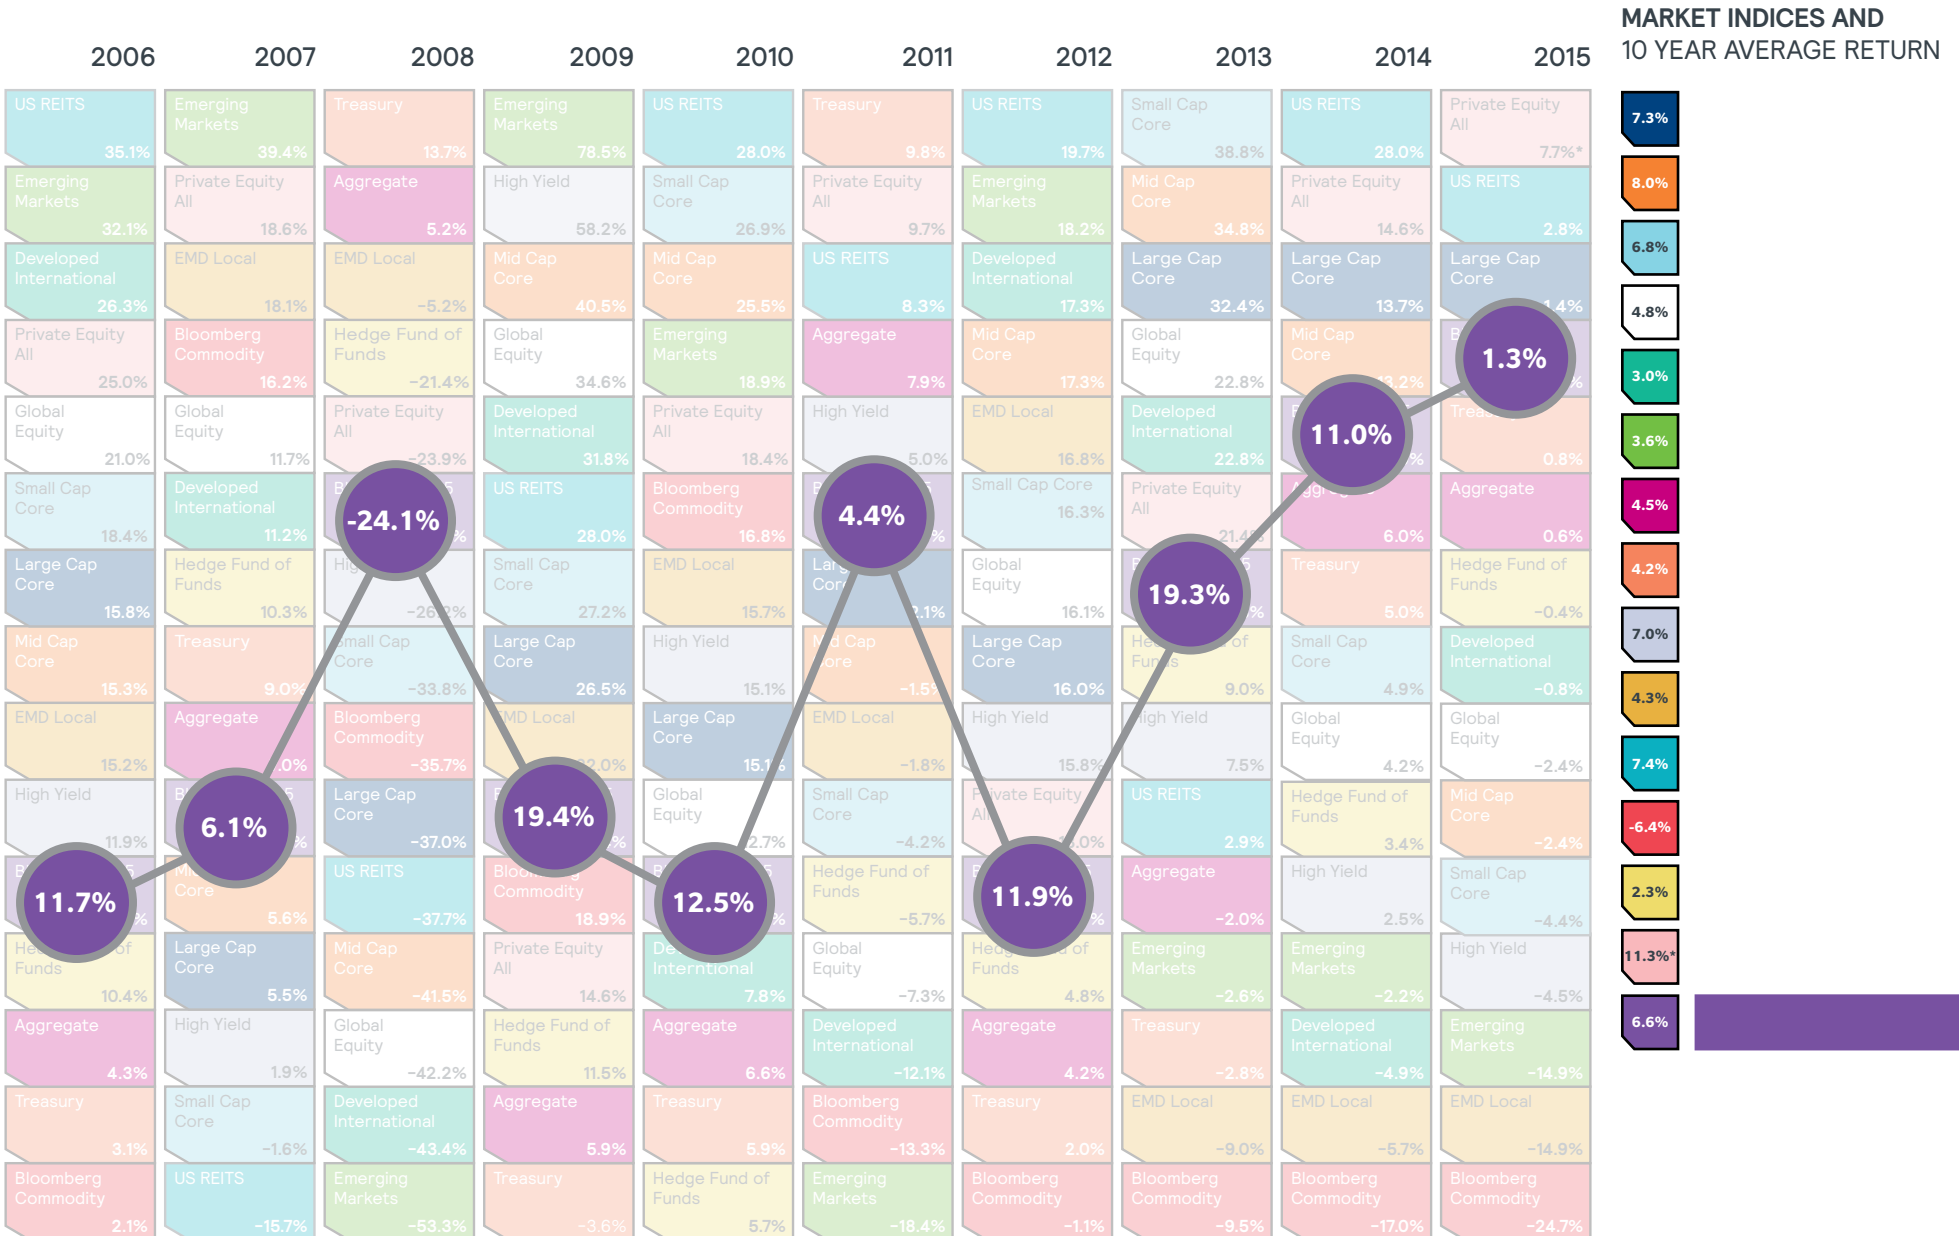 MARKET INDICES AND
10 YEAR AVERAGE RETURN
2006 2007 2008 2009 2010 2011 2012 2013 2014 2015
US REITS
35.1%
Emerging
Markets
32.1%
Developed
International
26.3%
Private Equity
All
25.0%
Global
Equity
21.0%
Small Cap
Core
18.4%
Large Cap
Core
15.8%
Mid Cap
Core
15.3%
EMD Local
15.2%
High Yield
11.9%
11.7%
of
Funds
10.4%
Aggregate
4.3%
Treasury
3.1%
Bloomberg
Commodity
2.1%
Emerging
Markets
39.4%
Private Equity
All
18.6%
EMD Local
18.1%
Bloomberg
Commodity
16.2%
Global
Equity
11.7%
Developed
International
11.2%
Hedge Fund of
Funds
10.3%
Treasury
9.0%
Aggregate
6.1%
Core
5.6%
Large Cap
Core
5.5%
High Yield
1.9%
Small Cap
Core
-1.6%
US REITS
-15.7%
Treasury
13.7%
Aggregate
5.2%
EMD Local
-5.2%
Hedge Fund of
Funds
-21.4%
Private Equity
All
-23.9%
-24.1%
-26.2%
Small Cap
Core
-33.8%
Bloomberg
Commodity
-35.7%
Large Cap
Core
-37.0%
US REITS
-37.7%
Mid Cap
Core
-41.5%
Global
Equity
-42.2%
Developed
International
-43.4%
Emerging
Markets
-53.3%
Emerging
Markets
78.5%
High Yield
58.2%
Mid Cap
Core
40.5%
Global
Equity
34.6%
Developed
International
31.8%
US REITS
28.0%
Small Cap
Core
27.2%
Large Cap
Core
26.5%
EMD Local
19.4%
Commodity
18.9%
Private Equity
All
14.6%
Hedge Fund of
Funds
11.5%
Aggregate
5.9%
Treasury
-3.6%
US REITS
28.0%
Small Cap
Core
26.9%
Mid Cap
Core
25.5%
Emerging
Markets
18.9%
Private Equity
All
18.4%
Bloomberg
Commodity
16.8%
EMD Local
15.7%
High Yield
15.1%
Large Cap
Core
15.1%
Global
Equity
12.5%
Interntional
7.8%
Aggregate
6.6%
Treasury
5.9%
Hedge Fund of
Funds
5.7%
Treasury
9.8%
Private Equity
All
9.7%
US REITS
8.3%
Aggregate
7.9%
High Yield
5.0%
4.4%
Mid Cap
Core
-1.5%
EMD Local
-1.8%
Small Cap
Core
-4.2%
Hedge Fund of
Funds
-5.7%
Global
Equity
-7.3%
Developed
International
-12.1%
Bloomberg
Commodity
-13.3%
Emerging
Markets
-18.4%
US REITS
19.7%
Emerging
Markets
18.2%
Developed
International
17.3%
Mid Cap
Core
17.3%
EMD Local
16.8%
Small Cap Core
16.3%
Global
Equity
16.1%
Large Cap
Core
16.0%
High Yield
15.8%
Private Equity
All
11.9%
of
Funds
4.8%
Aggregate
4.2%
Treasury
2.0%
Bloomberg
Commodity
-1.1%
Small Cap
Core
38.8%
Mid Cap
Core
34.8%
Large Cap
Core
32.4%
Global
Equity
22.8%
Developed
International
22.8%
Private Equity
All
21.4%
19.3%
of
Funds
9.0%
High Yield
7.5%
US REITS
2.9%
Aggregate
-2.0%
Emerging
Markets
-2.6%
Treasury
-2.8%
EMD Local
-9.0%
Bloomberg
Commodity
-9.5%
US REITS
28.0%
Private Equity
All
14.6%
Large Cap
Core
13.7%
Mid Cap
Core
13.2%
11.0%
Aggregate
6.0%
Treasury
5.0%
Small Cap
Core
4.9%
Global
Equity
4.2%
Hedge Fund of
Funds
3.4%
High Yield
2.5%
Emerging
Markets
-2.2%
Developed
International
-4.9%
EMD Local
-5.7%
Bloomberg
Commodity
-17.0%
Private Equity
All
7.7%*
US REITS
2.8%
Large Cap
Core
1.3%
0.8%
Aggregate
0.6%
Hedge Fund of
Funds
-0.4%
Developed
International
-0.8%
Global
Equity
-2.4%
Mid Cap
Core
-2.4%
Small Cap
Core
-4.4%
High Yield
-4.5%
Emerging
Markets
-14.9%
EMD Local
-14.9%
Bloomberg
Commodity
-24.7%
7.3%
8.0%
6.8%
4.8%
3.0%
3.6%
4.5%
4.2%
7.0%
4.3%
7.4%
-6.4%
2.3%
11.3%*
6.6%